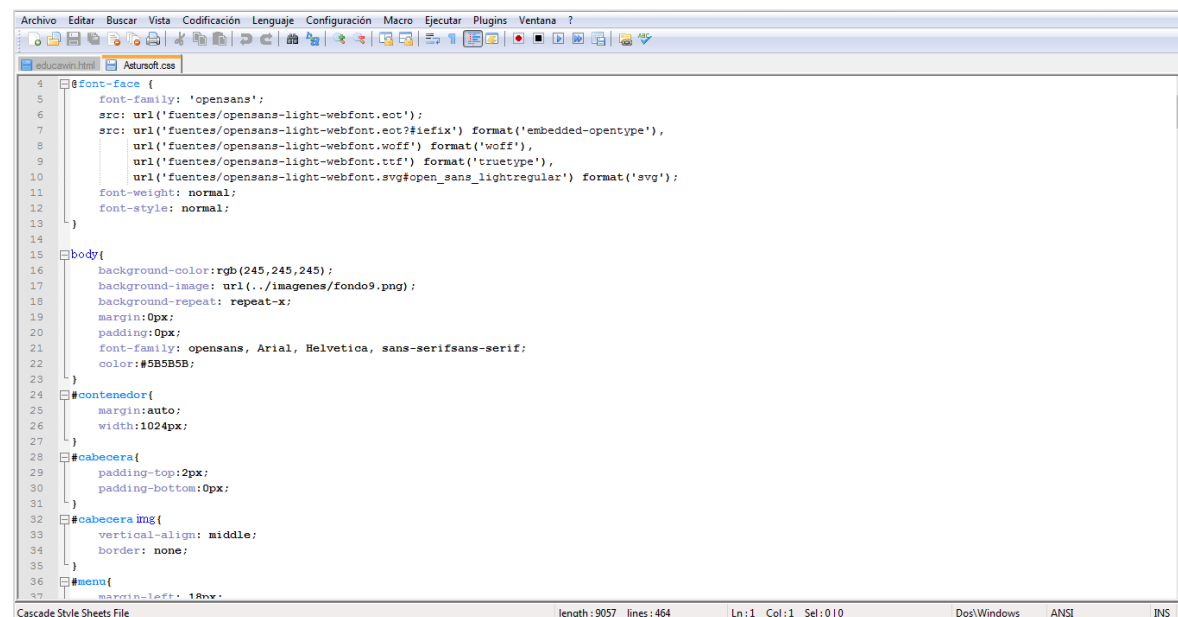 Archivo Editar Buscar Vista Codificación Lenguaje Configuración Macro Ejecutar Plugins Ventana ?
educawin.html Astursoft.css
4 @font-face {
5 font-family: 'opensans';
6 src: url('fuentes/opensans-light-webfont.eot');
7 src: url('fuentes/opensans-light-webfont.eot?#iefix') format('embedded-opentype'),
8 url('fuentes/opensans-light-webfont.woff') format('woff'),
9 url('fuentes/opensans-light-webfont.ttf') format('truetype'),
10 url('fuentes/opensans-light-webfont.svg#open_sans_lightregular') format('svg');
11 font-weight: normal;
12 font-style: normal;
13 }
14
15 body{
16 background-color:rgb(245,245,245);
17 background-image: url(../imagenes/fondo9.png);
18 background-repeat: repeat-x;
19 margin:0px;
20 padding:0px;
21 font-family: opensans, Arial, Helvetica, sans-serifsans-serif;
22 color:#5B5B5B;
23 }
24 #contenedor{
25 margin:auto;
26 width:1024px;
27 }
28 #cabecera{
29 padding-top:2px;
30 padding-bottom:0px;
31 }
32 #cabecera img{
33 vertical-align: middle;
34 border: none;
35 }
36 #menu{
37 margin-left: 18px;
Cascade Style Sheets File length : 9057 lines : 464 Ln : 1 Col : 1 Sel : 0 | 0 Dos\Windows ANSI INS